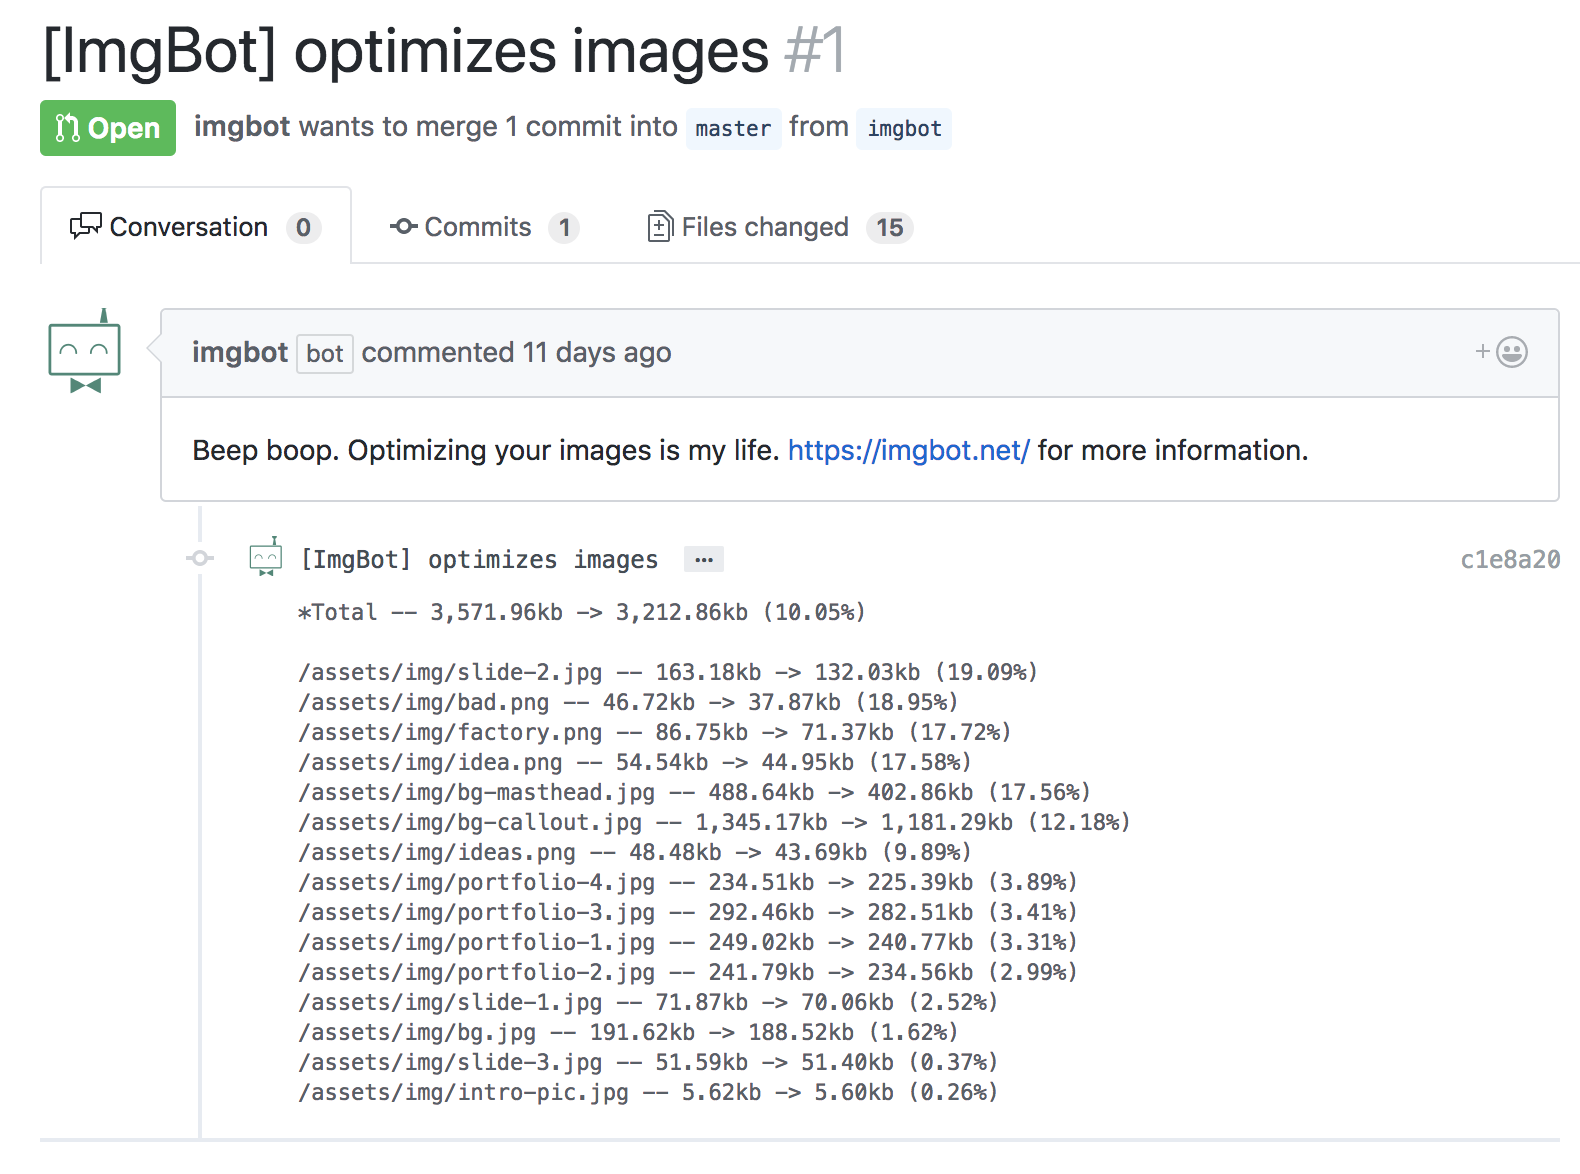 [ImgBot] optimizes images #1
Open imgbot wants to merge 1 commit into master from imgbot
Conversation 0 Commits 1 Files changed 15
imgbot bot commented 11 days ago +
Beep boop. Optimizing your images is my life. https://imgbot.net/ for more information.
[ImgBot] optimizes images … c1e8a20
*Total -- 3,571.96kb -> 3,212.86kb (10.05%)
/assets/img/slide-2.jpg -- 163.18kb -> 132.03kb (19.09%)
/assets/img/bad.png -- 46.72kb -> 37.87kb (18.95%)
/assets/img/factory.png -- 86.75kb -> 71.37kb (17.72%)
/assets/img/idea.png -- 54.54kb -> 44.95kb (17.58%)
/assets/img/bg-masthead.jpg -- 488.64kb -> 402.86kb (17.56%)
/assets/img/bg-callout.jpg -- 1,345.17kb -> 1,181.29kb (12.18%)
/assets/img/ideas.png -- 48.48kb -> 43.69kb (9.89%)
/assets/img/portfolio-4.jpg -- 234.51kb -> 225.39kb (3.89%)
/assets/img/portfolio-3.jpg -- 292.46kb -> 282.51kb (3.41%)
/assets/img/portfolio-1.jpg -- 249.02kb -> 240.77kb (3.31%)
/assets/img/portfolio-2.jpg -- 241.79kb -> 234.56kb (2.99%)
/assets/img/slide-1.jpg -- 71.87kb -> 70.06kb (2.52%)
/assets/img/bg.jpg -- 191.62kb -> 188.52kb (1.62%)
/assets/img/slide-3.jpg -- 51.59kb -> 51.40kb (0.37%)
/assets/img/intro-pic.jpg -- 5.62kb -> 5.60kb (0.26%)